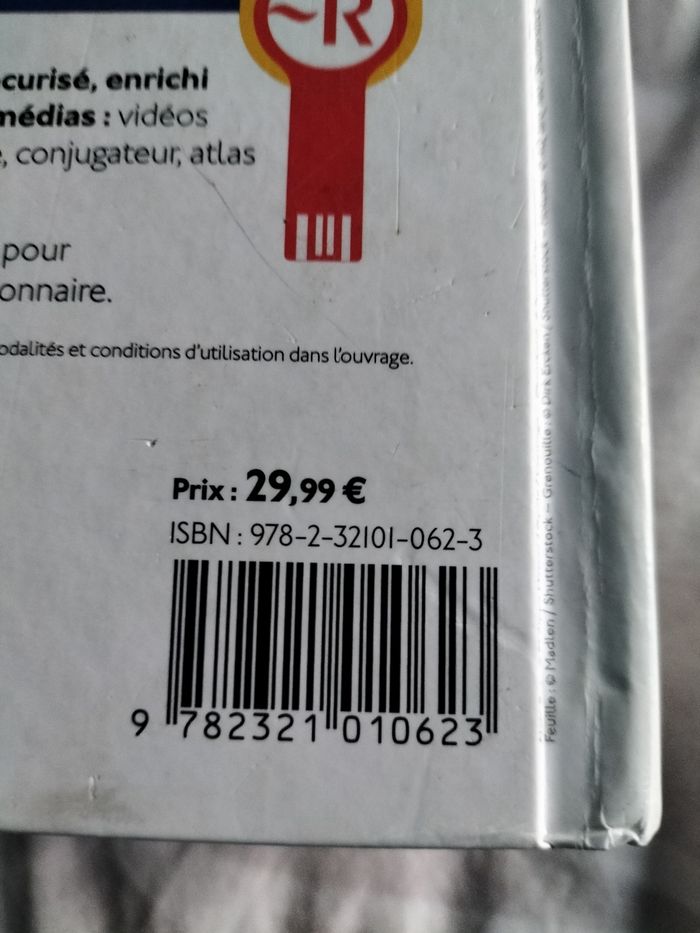 curisé, enrichi
médias : vidéos
, conjugateur, atlas
pour
onnaire.
odalités et conditions d'utilisation dans l'ouvrage.
Prix : 29,99 €
ISBN : 978-2-32101-062-3
9 782321 010623
Feuille : © Madlen / Shutterstock – Grenouille : © Dirk Ercken / Shutterstock